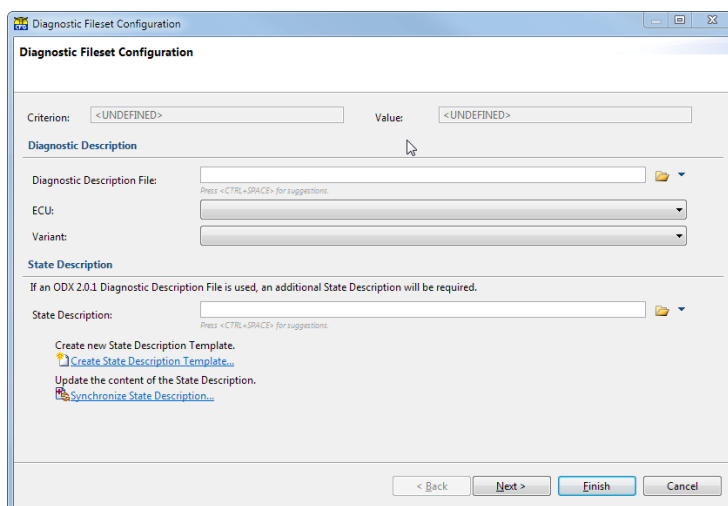 Diagnostic Fileset Configuration
Diagnostic Fileset Configuration
Criterion: <UNDEFINED> Value: <UNDEFINED>
Diagnostic Description
Diagnostic Description File:
Press <CTRL+SPACE> for suggestions.
ECU:
Variant:
State Description
If an ODX 2.0.1 Diagnostic Description File is used, an additional State Description will be required.
State Description:
Press <CTRL+SPACE> for suggestions.
Create new State Description Template.
Create State Description Template...
Update the content of the State Description.
Synchronize State Description...
< Back Next > Finish Cancel